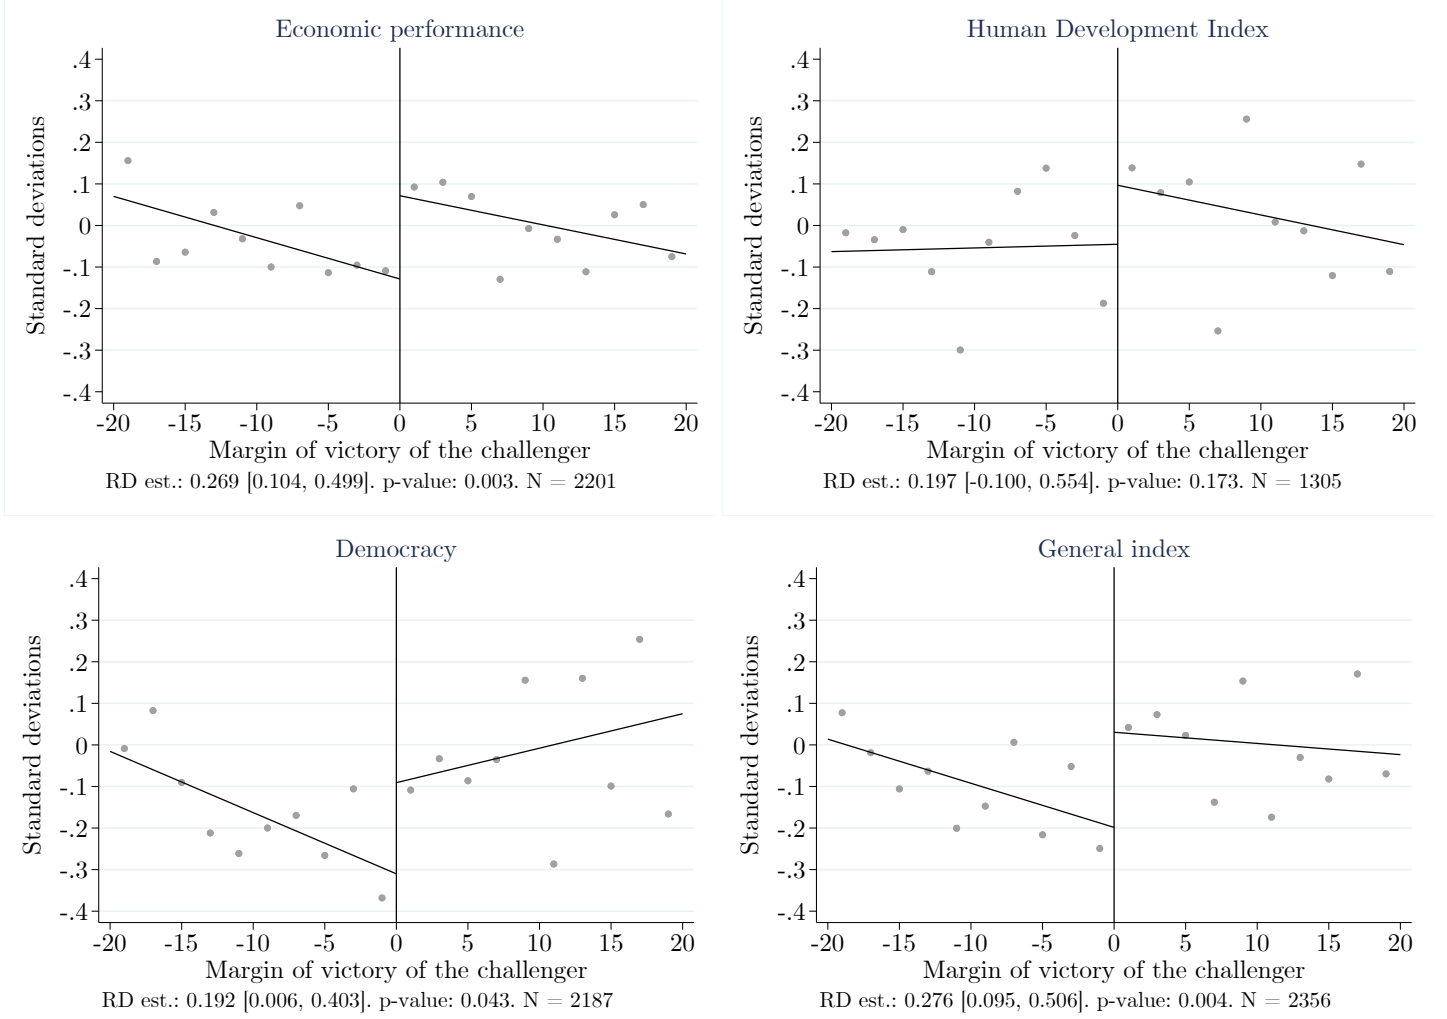 Economic performance
Standard deviations
.4
.3
.2
.1
0
-.1
-.2
-.3
-.4
-20 -15 -10 -5 0 5 10 15 20
Margin of victory of the challenger
RD est.: 0.269 [0.104, 0.499]. p-value: 0.003. N = 2201
Human Development Index
Standard deviations
.4
.3
.2
.1
0
-.1
-.2
-.3
-.4
-20 -15 -10 -5 0 5 10 15 20
Margin of victory of the challenger
RD est.: 0.197 [-0.100, 0.554]. p-value: 0.173. N = 1305
Democracy
Standard deviations
.4
.3
.2
.1
0
-.1
-.2
-.3
-.4
-20 -15 -10 -5 0 5 10 15 20
Margin of victory of the challenger
RD est.: 0.192 [0.006, 0.403]. p-value: 0.043. N = 2187
General index
Standard deviations
.4
.3
.2
.1
0
-.1
-.2
-.3
-.4
-20 -15 -10 -5 0 5 10 15 20
Margin of victory of the challenger
RD est.: 0.276 [0.095, 0.506]. p-value: 0.004. N = 2356